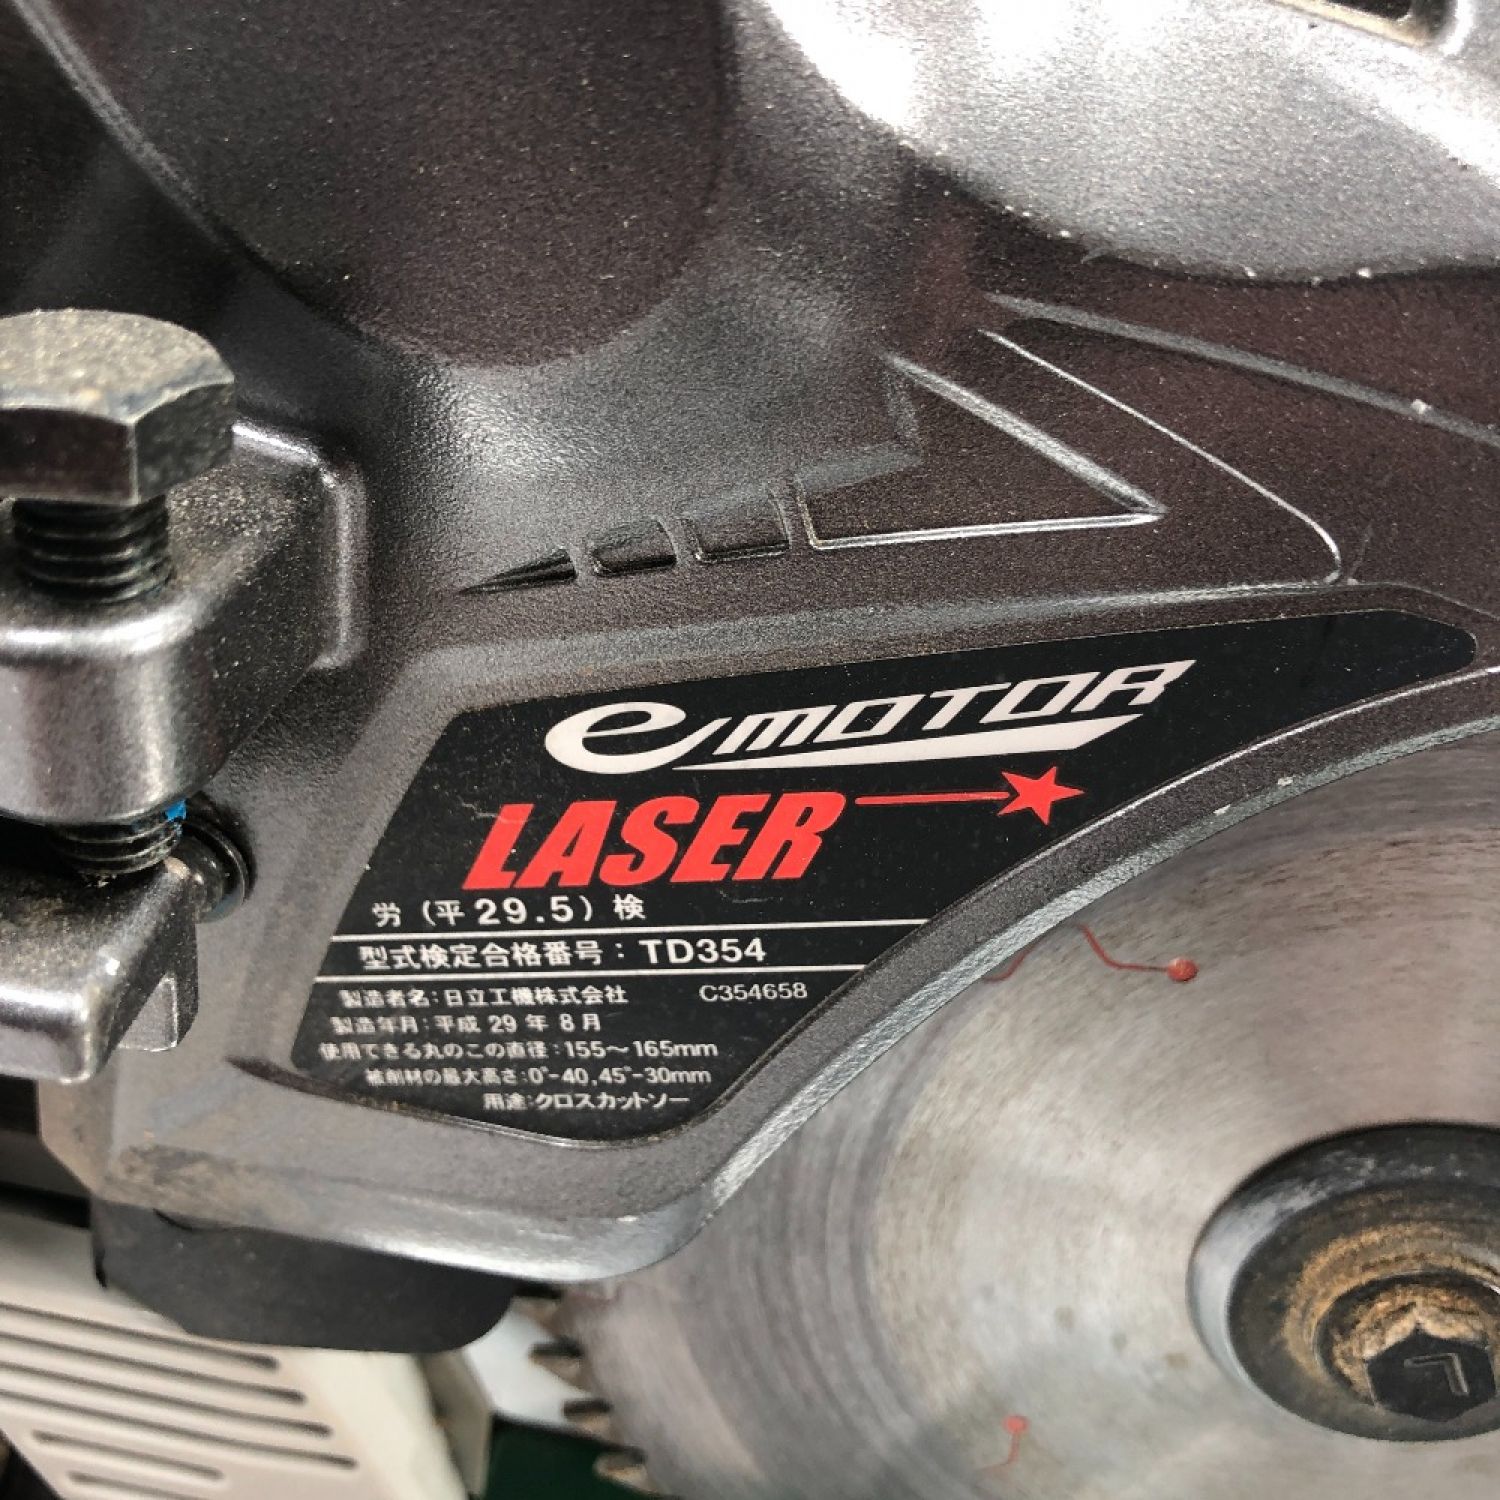 e MOTOR
LASER
労（平29.5）検
型式検定合格番号：TD354
製造者名：日立工機株式会社 C354658
製造年月：平成 29 年 8 月
使用できる丸のこの直径：155～165mm
被削材の最大高さ：0°-40,45°-30mm
用途：クロスカットソー
L